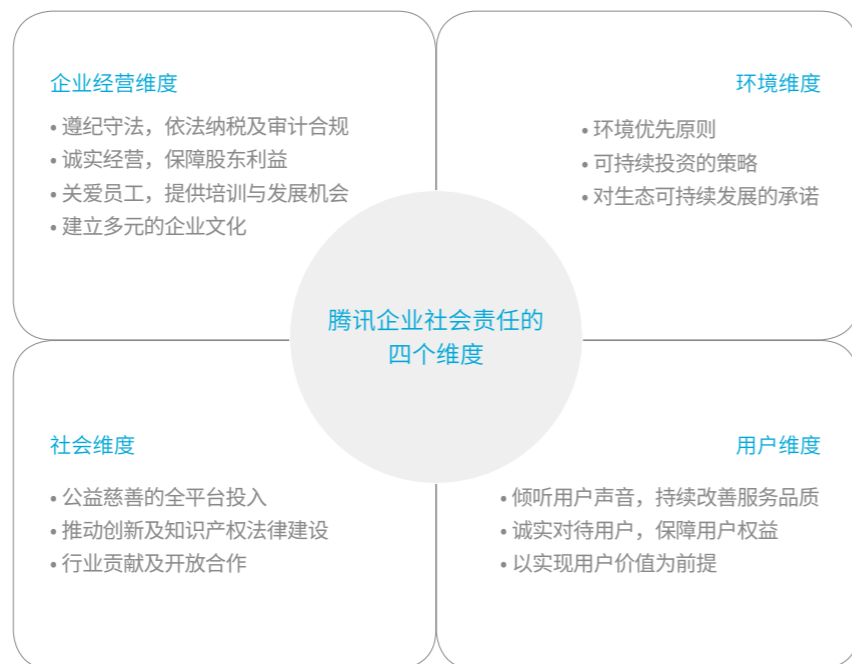 企业经营维度
• 遵纪守法，依法纳税及审计合规
• 诚实经营，保障股东利益
• 关爱员工，提供培训与发展机会
• 建立多元的企业文化
环境维度
• 环境优先原则
• 可持续投资的策略
• 对生态可持续发展的承诺
腾讯企业社会责任的
四个维度
社会维度
• 公益慈善的全平台投入
• 推动创新及知识产权法律建设
• 行业贡献及开放合作
用户维度
• 倾听用户声音，持续改善服务品质
• 诚实对待用户，保障用户权益
• 以实现用户价值为前提